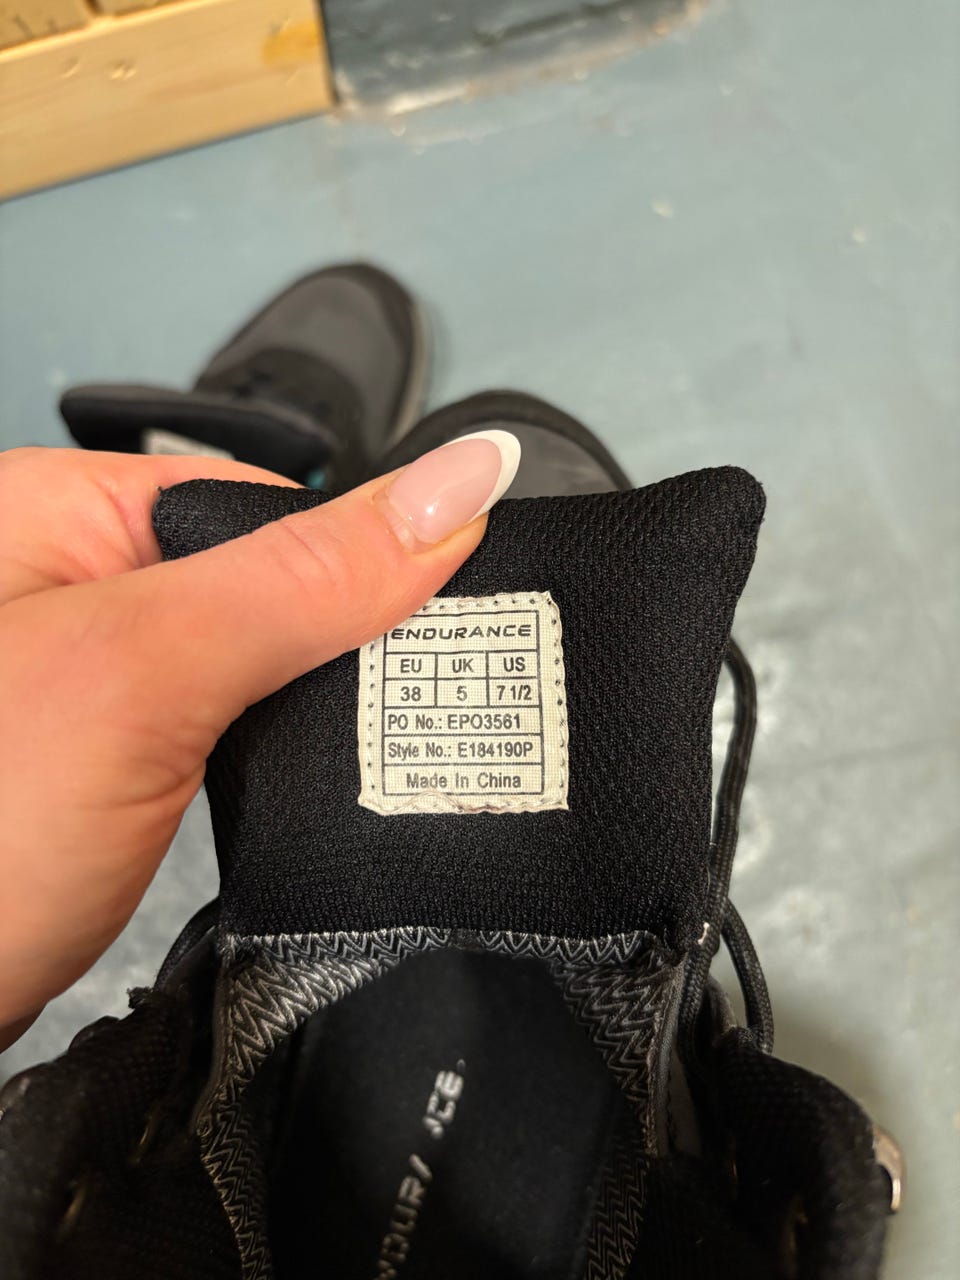 ENDURANCE
EU UK US
38 5 7 1/2
PO No.: EPO3561
Style No.: E184190P
Made In China